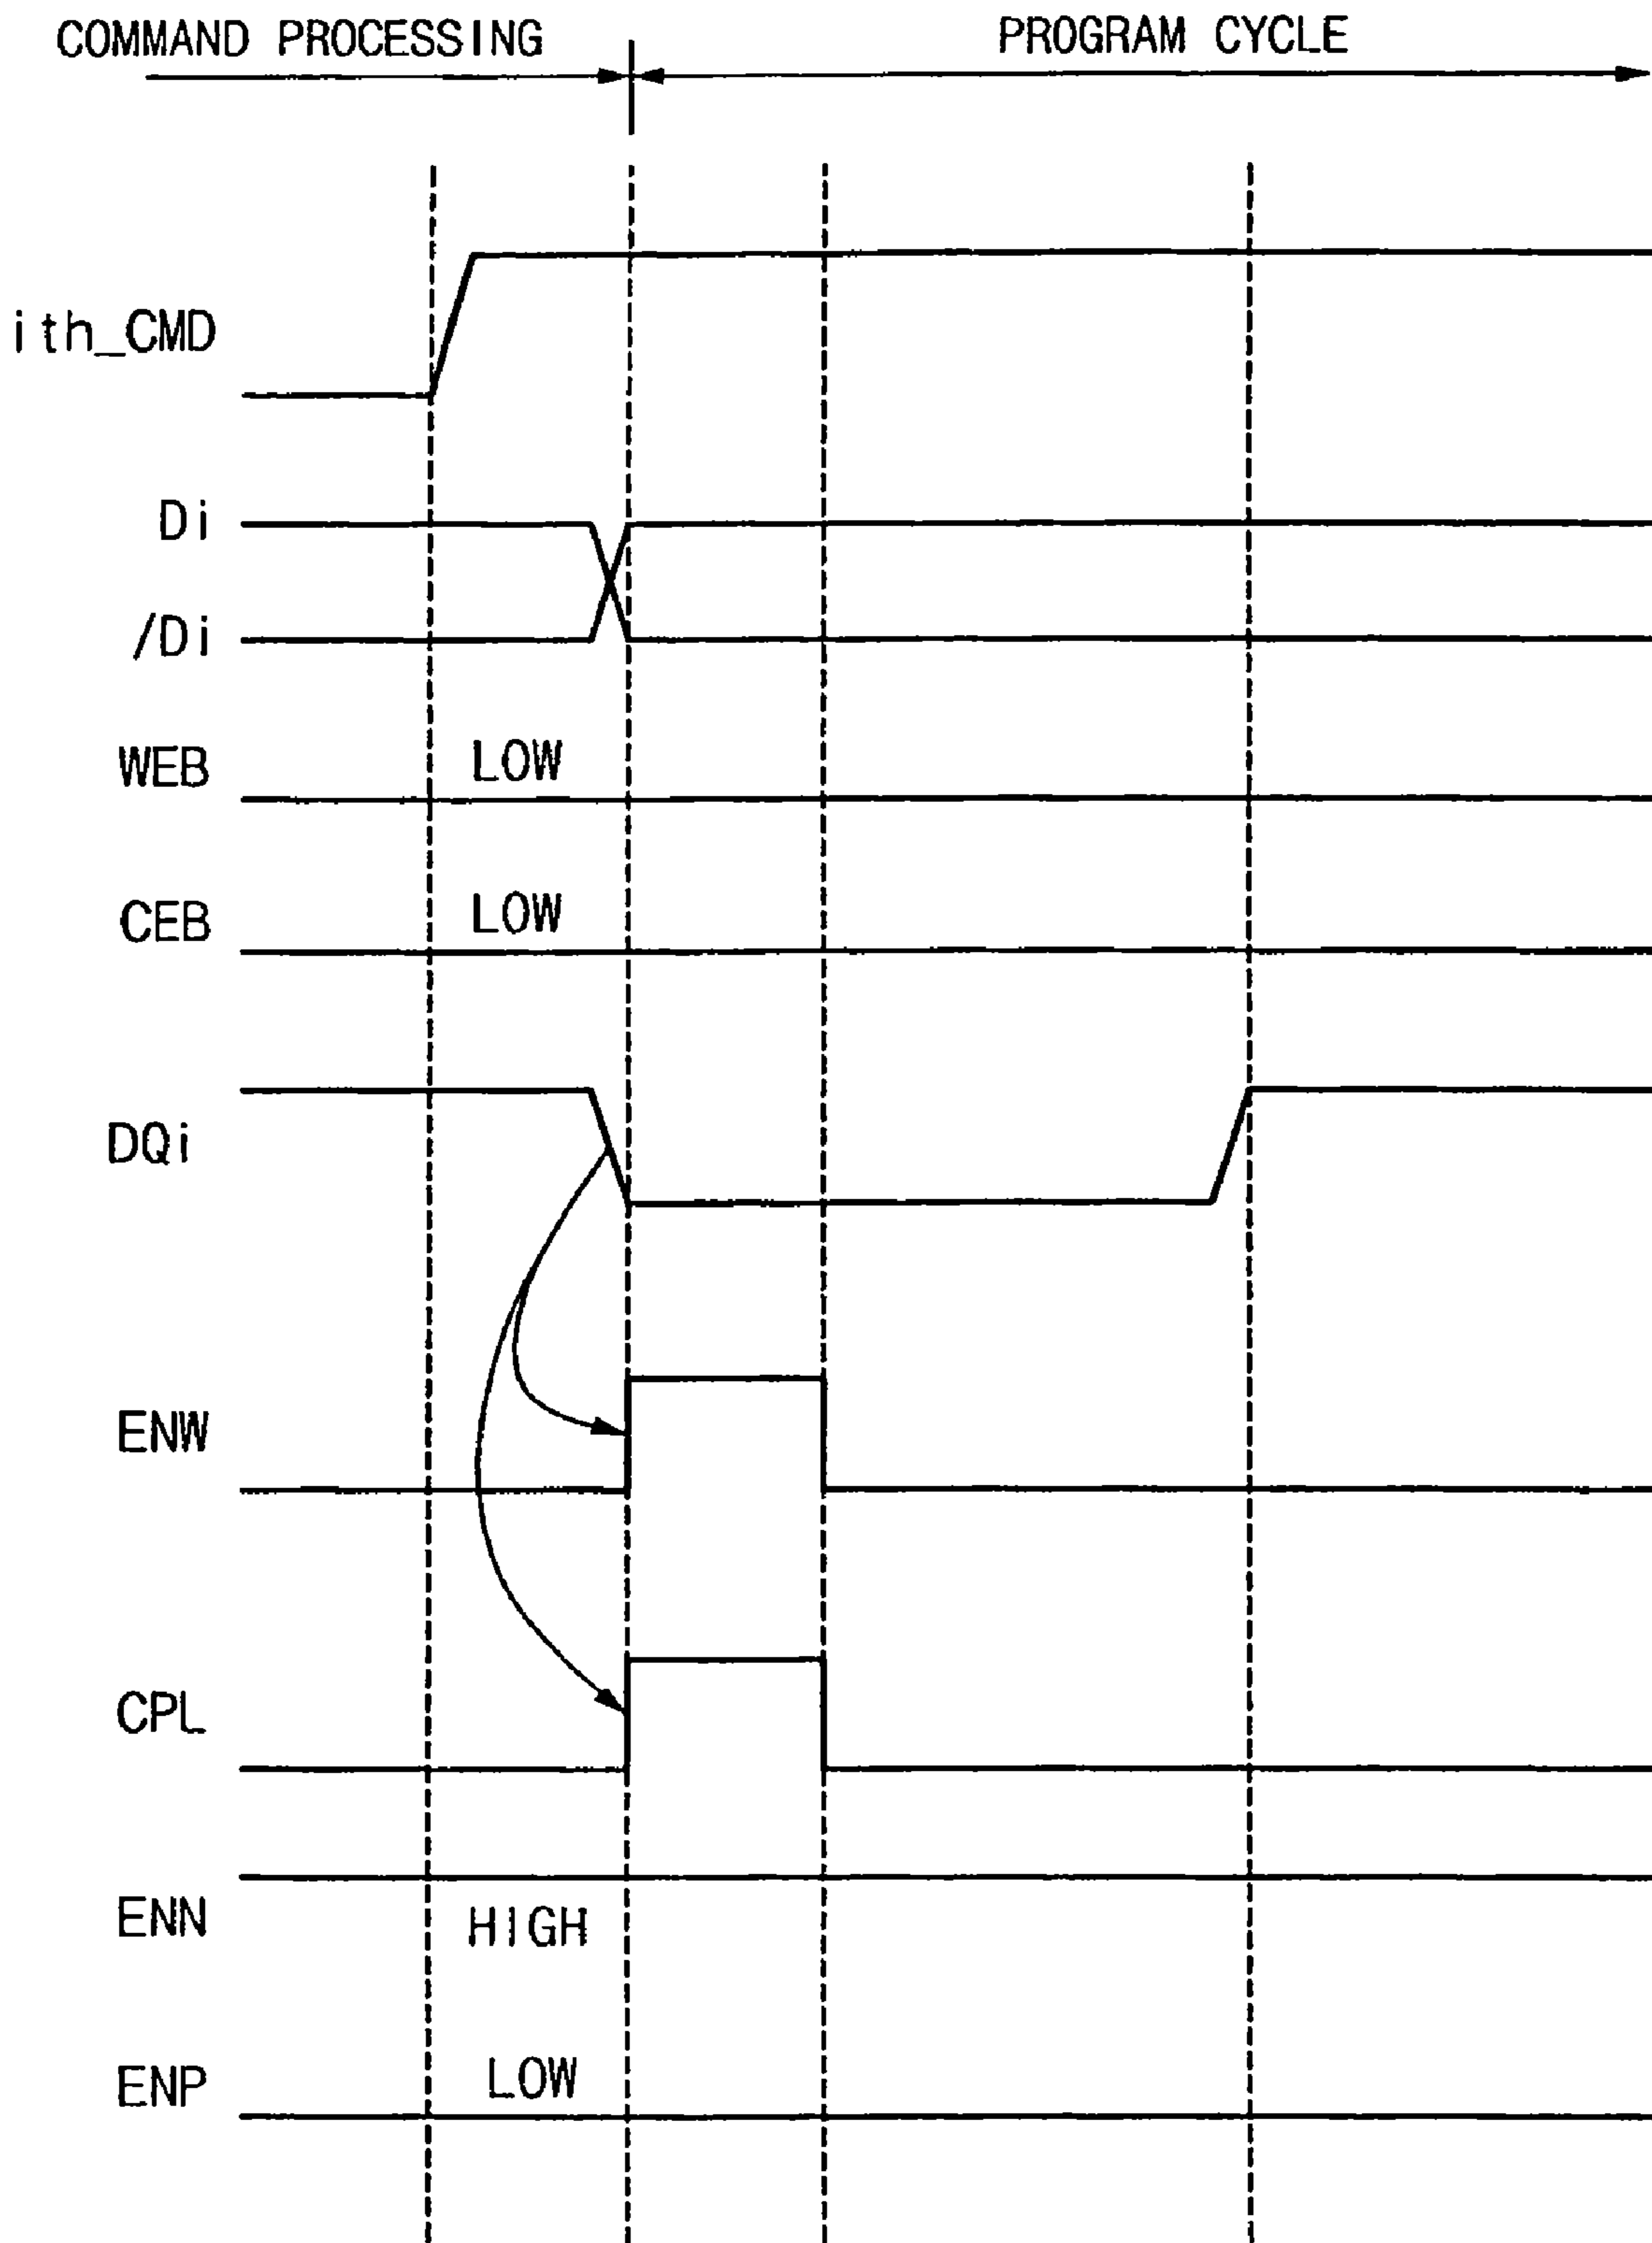 COMMAND PROCESSING PROGRAM CYCLE
ith_CMD
Di
/Di
WEB LOW
CEB LOW
DQi
ENW
CPL
ENN HIGH
ENP LOW